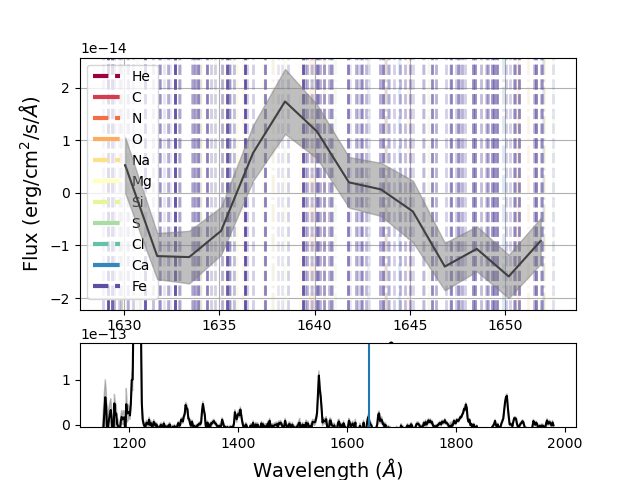 1e−14
Flux (erg/cm²/s/Å)
2
1
0
−1
−2
He
C
N
O
Na
Mg
Si
S
Cl
Ca
Fe
1630 1635 1640 1645 1650
1e−13
1
0
1200 1400 1600 1800 2000
Wavelength (Å)